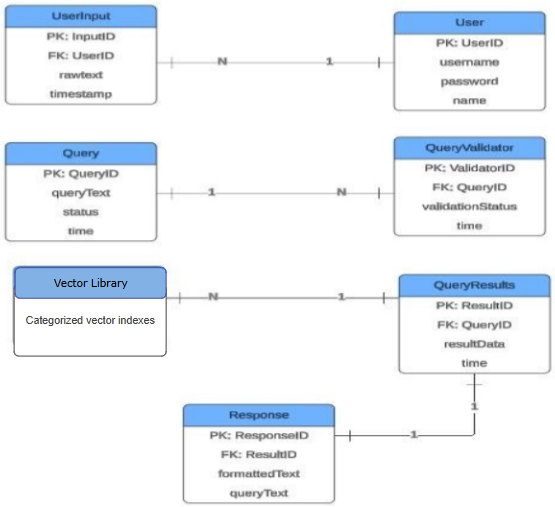 UserInput
PK: InputID
FK: UserID
rawtext
timestamp
N
1
User
PK: UserID
username
password
name
Query
PK: QueryID
queryText
status
time
1
N
QueryValidator
PK: ValidatorID
FK: QueryID
validationStatus
time
Vector Library
Categorized vector indexes
N
1
QueryResults
PK: ResultID
FK: QueryID
resultData
time
1
1
Response
PK: ResponseID
FK: ResultID
formattedText
queryText